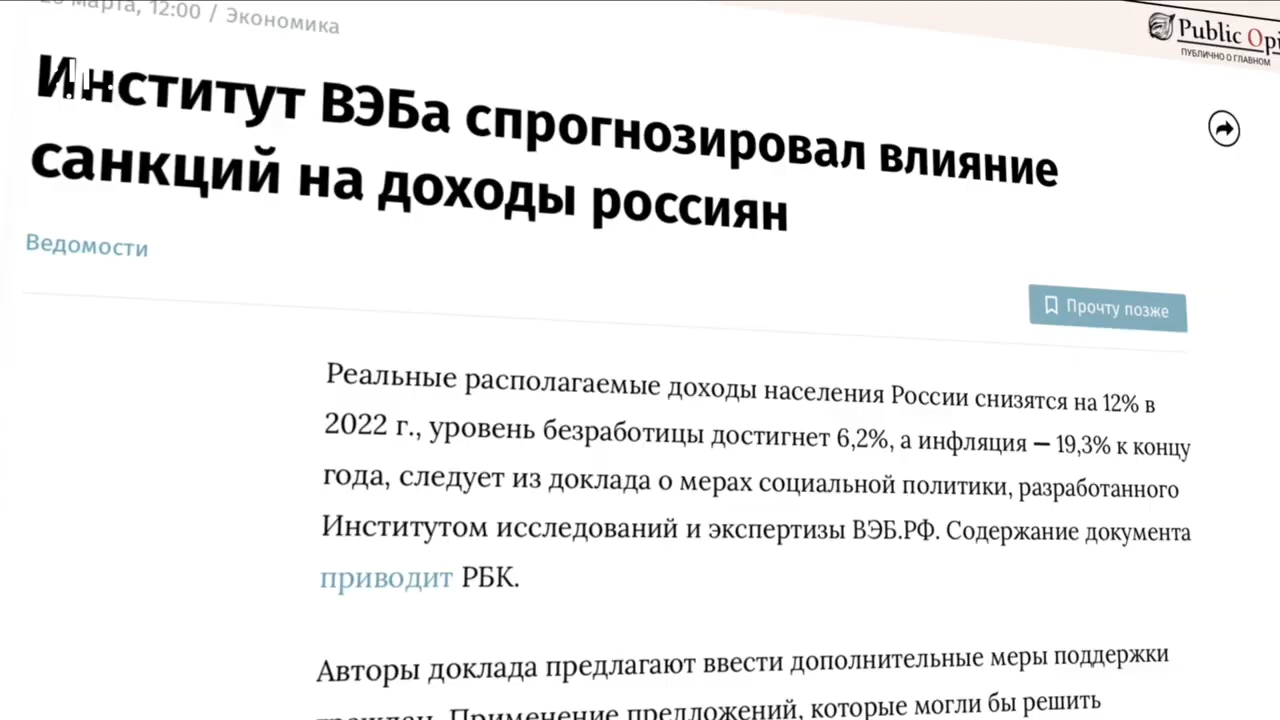 марта, 12:00 / Экономика
Public
ПУБЛИЧНО О ГЛАВНОМ
Институт ВЭБа спрогнозировал влияние
санкций на доходы россиян
Ведомости
Прочту позже
Реальные располагаемые доходы населения России снизятся на 12% в
2022 г., уровень безработицы достигнет 6,2%, а инфляция — 19,3% к концу
года, следует из доклада о мерах социальной политики, разработанного
Институтом исследований и экспертизы ВЭБ.РФ. Содержание документа
приводит РБК.
Авторы доклада предлагают ввести дополнительные меры поддержки
граждан. Применение предложений, которые могли бы решить